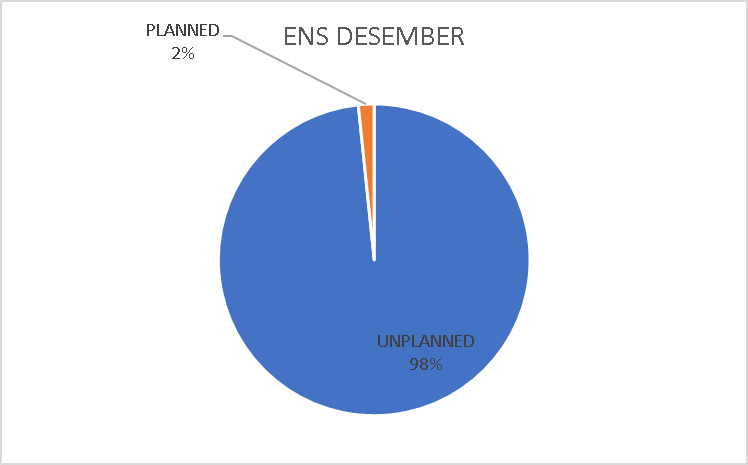 ENS DESEMBER
PLANNED
2%
UNPLANNED
98%